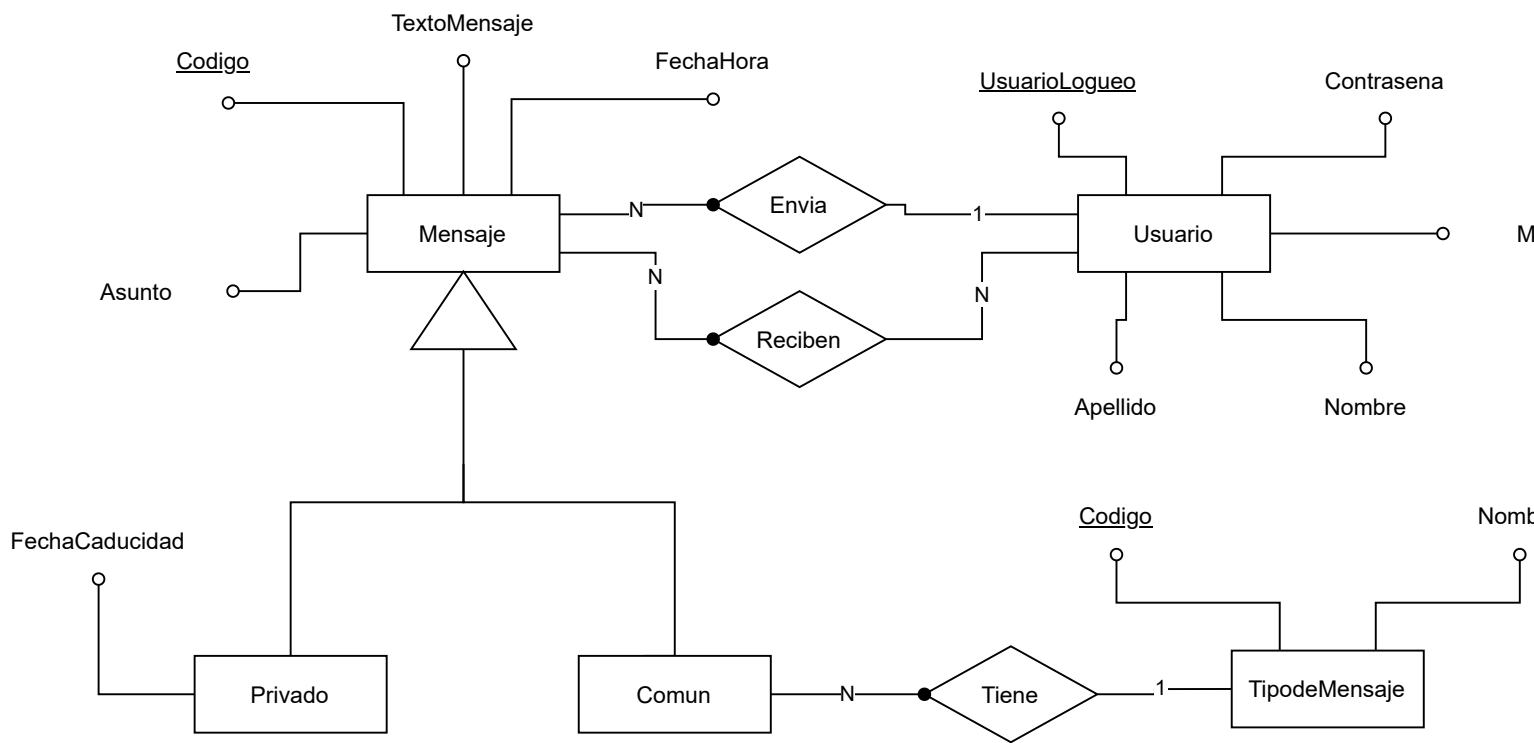 TextoMensaje
Codigo
FechaHora
UsuarioLogueo
Contrasena
Mensaje
N
Envia
1
Usuario
M
Asunto
N
Reciben
N
Apellido
Nombre
FechaCaducidad
Codigo
Nomb
Privado
Comun
N
Tiene
1
TipodeMensaje